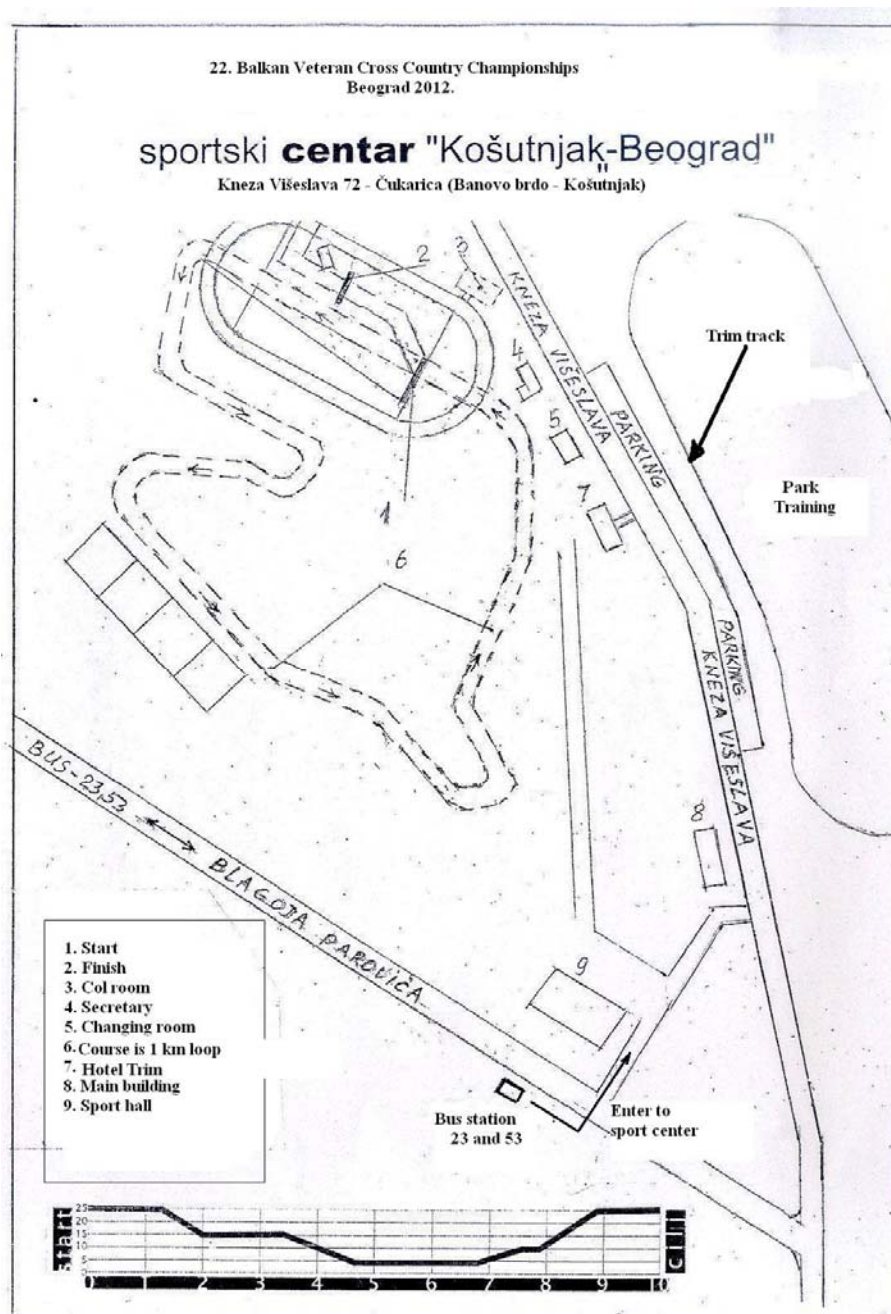 22. Balkan Veteran Cross Country Championships
Beograd 2012.
sportski centar "Košutnjak-Beograd"
"
Kneza Višeslava 72 - Čukarica (Banovo brdo - Košutnjak)
2
3
KNEZA VIŠESLAVA
4
5
7
PARKING
Trim track
Park
Training
1
6
PARKING
KNEZA VIŠESLAVA
8
BUS-23,53
BLAGOJA PAROVIĆA
9
1. Start
2. Finish
3. Col room
4. Secretary
5. Changing room
6. Course is 1 km loop
7. Hotel Trim
8. Main building
9. Sport hall
Bus station
23 and 53
Enter to
sport center
start
25
20
15
10
5
0
0 1 2 3 4 5 6 7 8 9 10
cilj